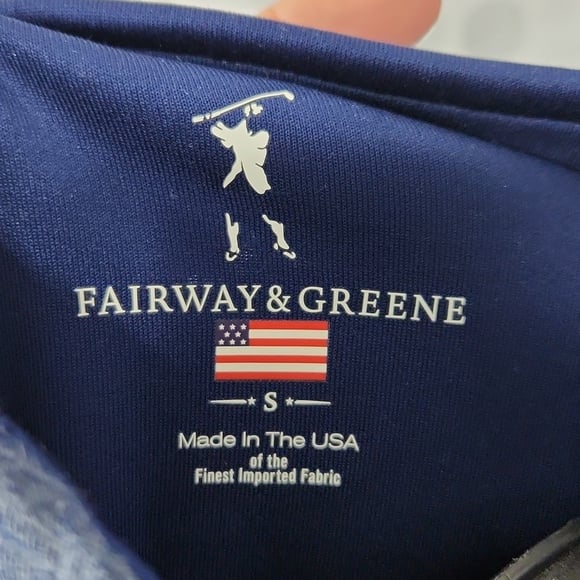 FAIRWAY & GREENE
S
Made In The USA
of the
Finest Imported Fabric